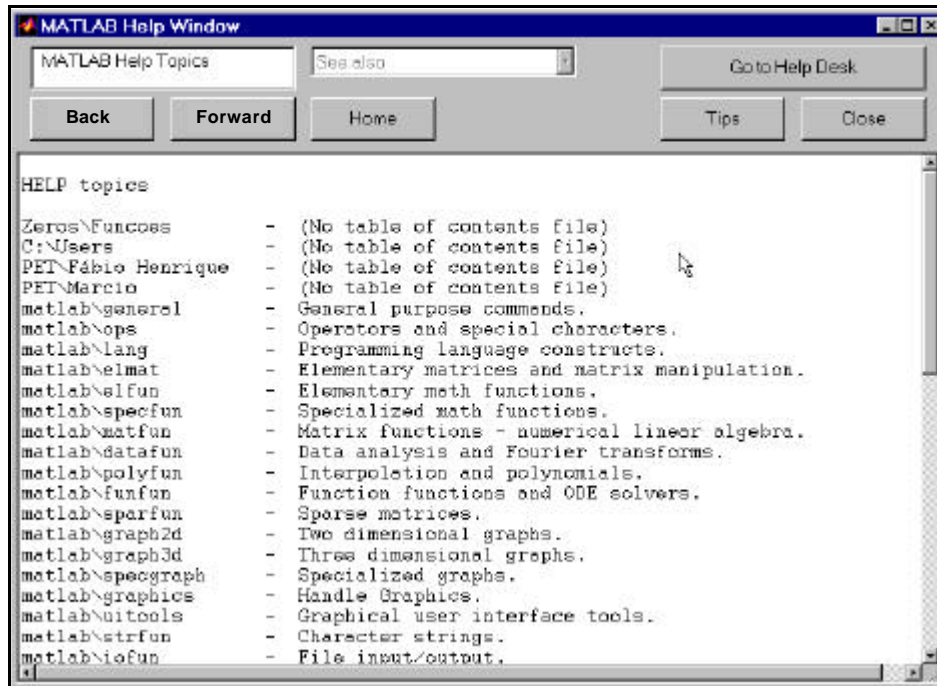 MATLAB Help Window
MATLAB Help Topics
See also
Go to Help Desk
Back
Forward
Home
Tips
Close
HELP topics
Zeros\Funcoes - (No table of contents file)
C:\Users - (No table of contents file)
PET\Fábio Henrique - (No table of contents file)
PET\Marcio - (No table of contents file)
matlab\general - General purpose commands.
matlab\ops - Operators and special characters.
matlab\lang - Programming language constructs.
matlab\elmat - Elementary matrices and matrix manipulation.
matlab\elfun - Elementary math functions.
matlab\specfun - Specialized math functions.
matlab\matfun - Matrix functions - numerical linear algebra.
matlab\datafun - Data analysis and Fourier transforms.
matlab\polyfun - Interpolation and polynomials.
matlab\funfun - Function functions and ODE solvers.
matlab\sparfun - Sparse matrices.
matlab\graph2d - Two dimensional graphs.
matlab\graph3d - Three dimensional graphs.
matlab\specgraph - Specialized graphs.
matlab\graphics - Handle Graphics.
matlab\uitools - Graphical user interface tools.
matlab\strfun - Character strings.
matlab\iofun - File input/output.